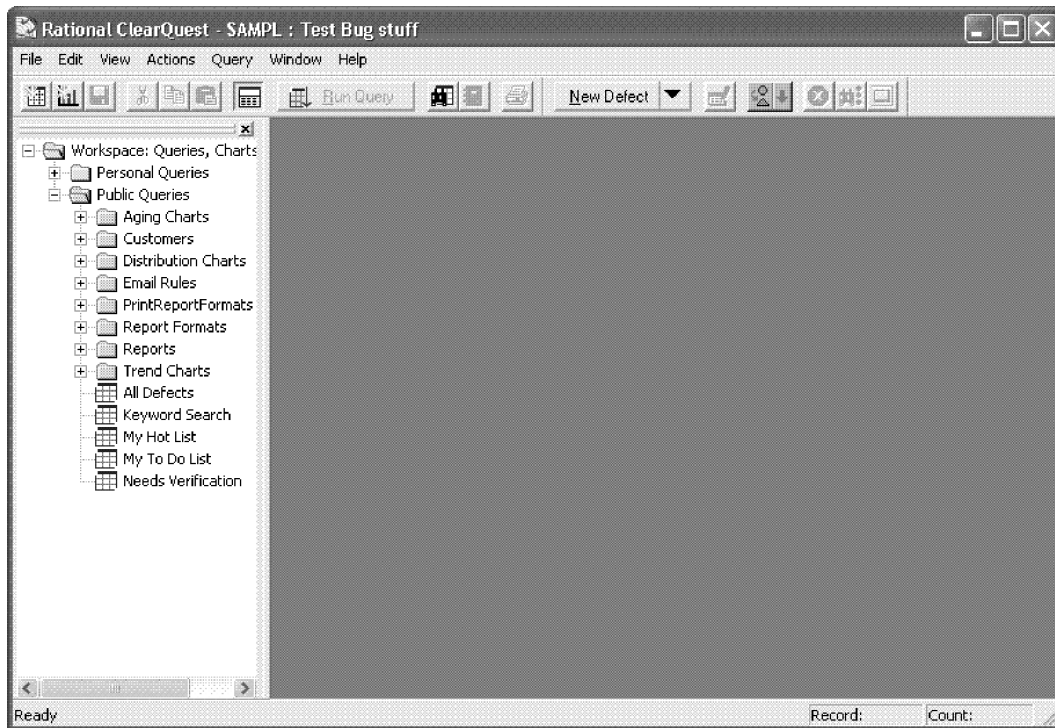 Rational ClearQuest - SAMPL : Test Bug stuff
File Edit View Actions Query Window Help
Run Query New Defect
Workspace: Queries, Charts
Personal Queries
Public Queries
Aging Charts
Customers
Distribution Charts
Email Rules
PrintReportFormats
Report Formats
Reports
Trend Charts
All Defects
Keyword Search
My Hot List
My To Do List
Needs Verification
Ready Record: Count: